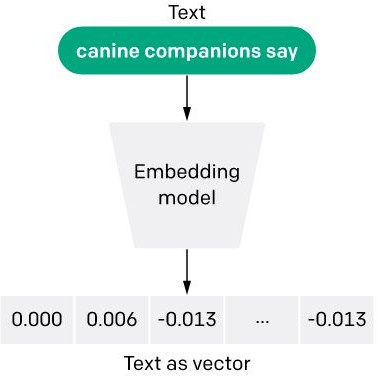 Text
canine companions say
Embedding
model
0.000 0.006 -0.013 ... -0.013
Text as vector